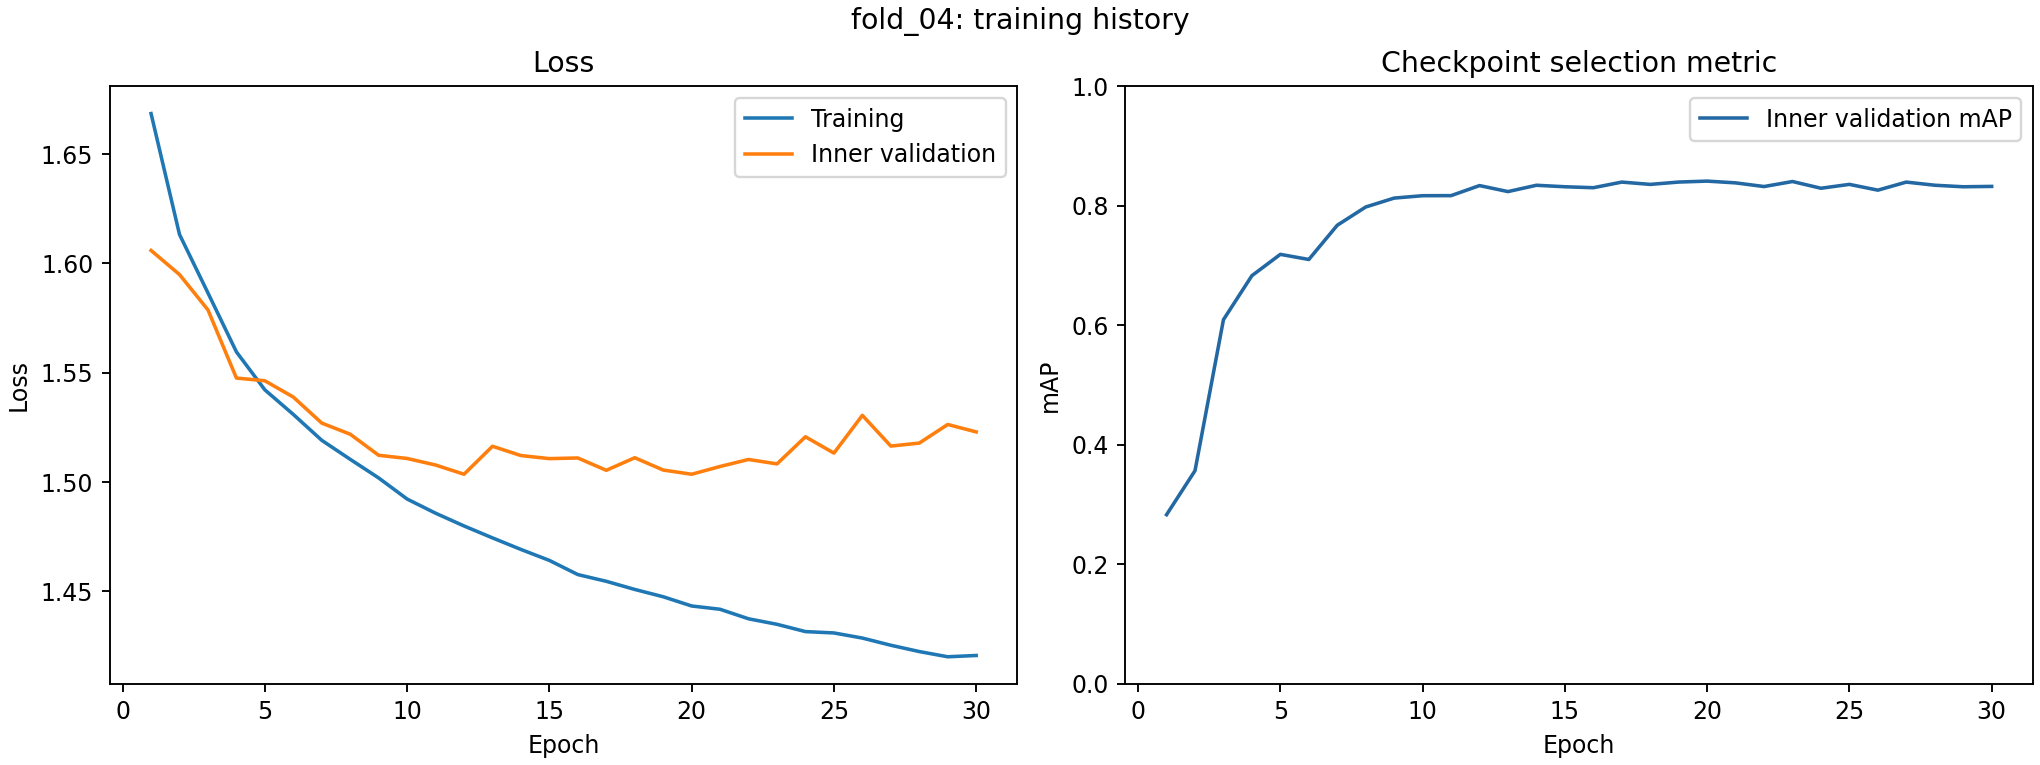 fold_04: training history
Loss
Training
Inner validation
1.65
1.60
1.55
1.50
1.45
Loss
0
5
10
15
20
25
30
Epoch
Checkpoint selection metric
Inner validation mAP
1.0
0.8
0.6
0.4
0.2
0.0
mAP
0
5
10
15
20
25
30
Epoch